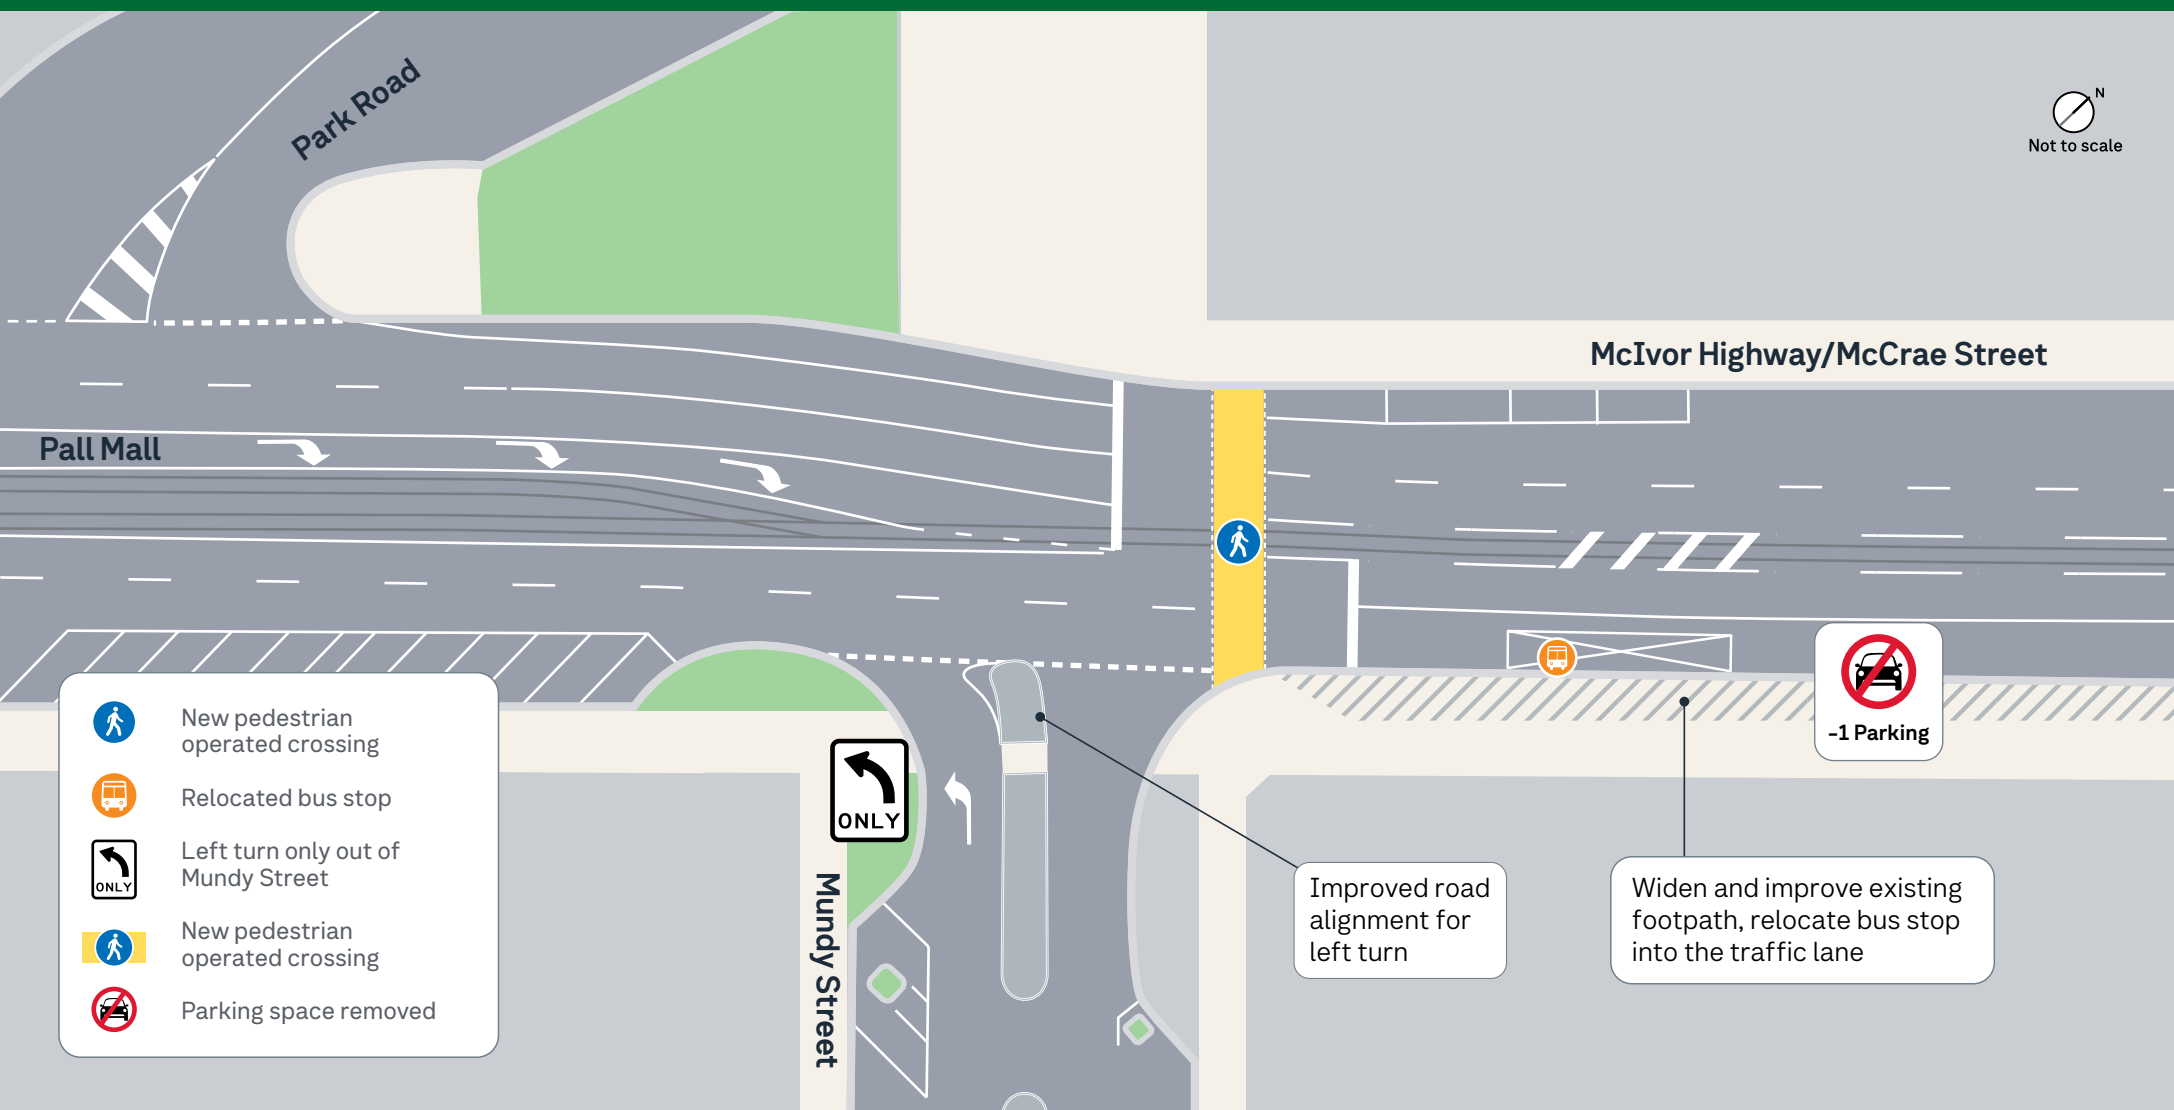 Park Road
N
Not to scale
McIvor Highway/McCrae Street
Pall Mall
-1 Parking
New pedestrian
operated crossing
Relocated bus stop
ONLY
Left turn only out of
Mundy Street
New pedestrian
operated crossing
Parking space removed
ONLY
Mundy Street
Improved road
alignment for
left turn
Widen and improve existing
footpath, relocate bus stop
into the traffic lane